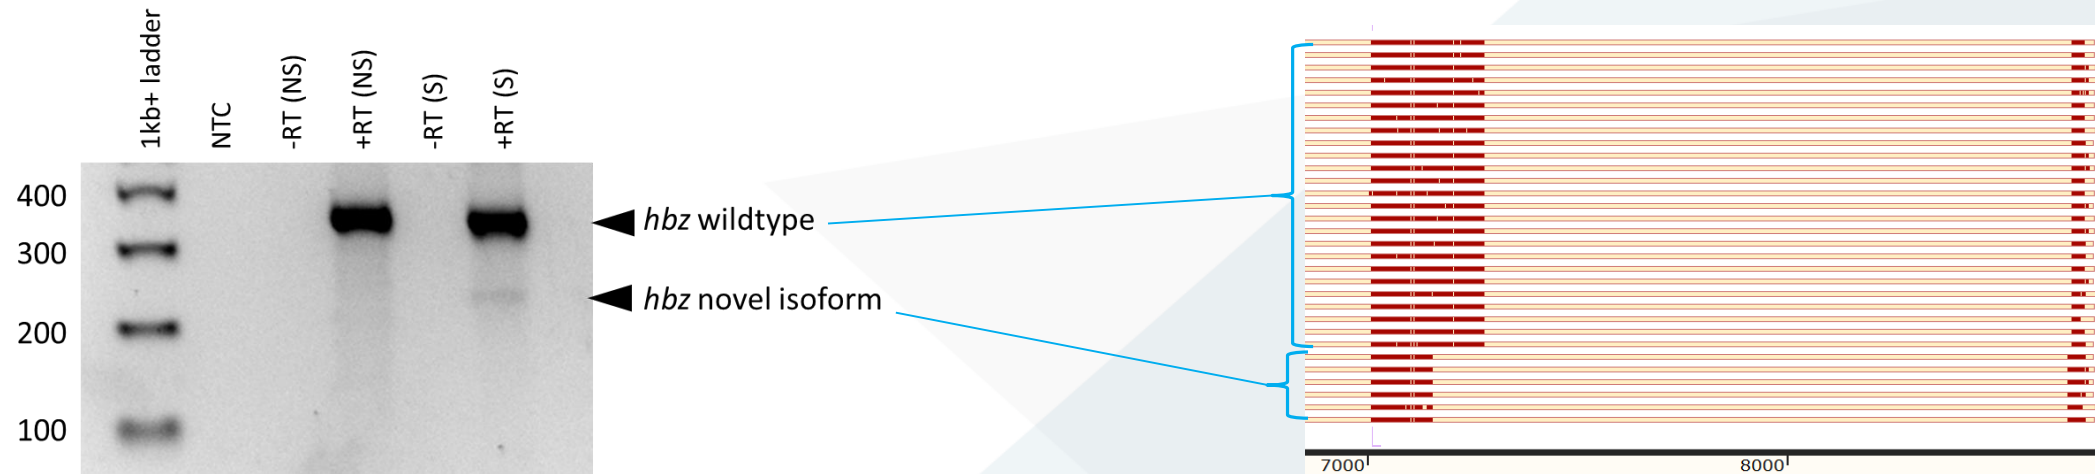 1kb+ ladder
NTC
-RT (NS)
+RT (NS)
-RT (S)
+RT (S)
400
300
200
100
hbz wildtype
hbz novel isoform
7000
8000